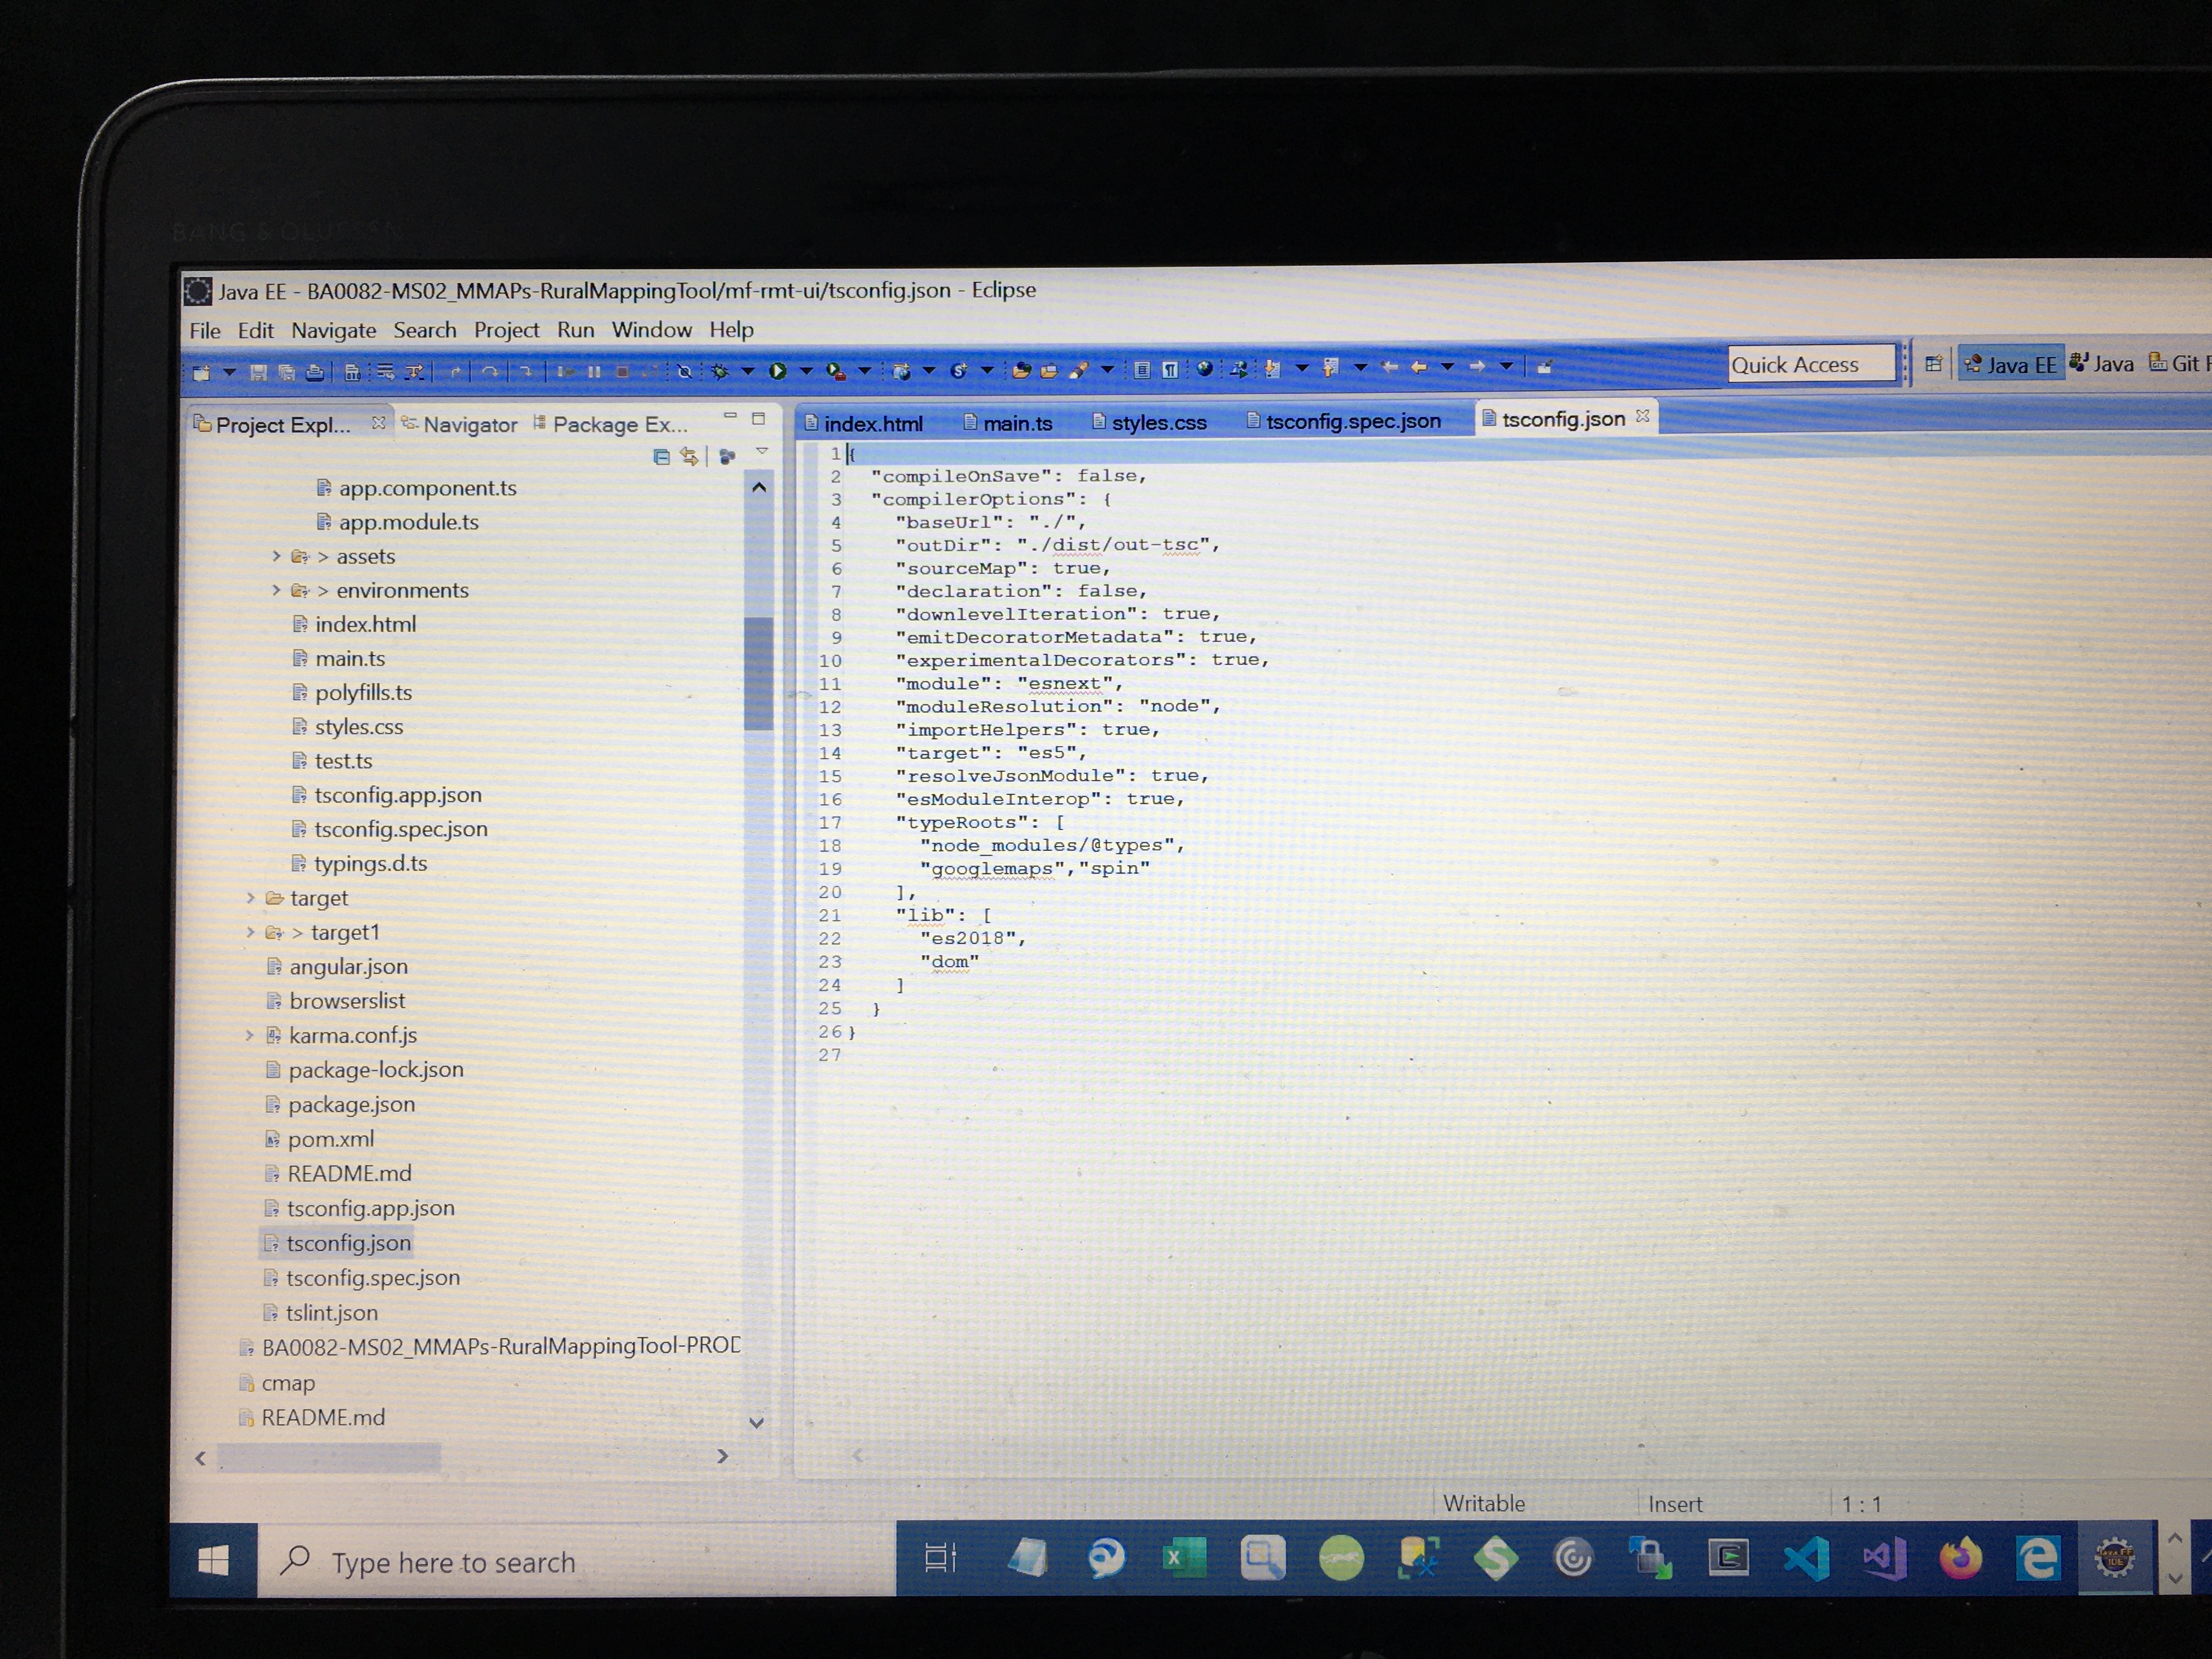 BANG & OLUFSEN
Java EE - BA0082-MS02_MMAPs-RuralMappingTool/mf-rmt-ui/tsconfig.json - Eclipse
File Edit Navigate Search Project Run Window Help
Quick Access
Java EE
Java
Git
Project Expl...
Navigator
Package Ex...
app.component.ts
app.module.ts
> assets
> environments
index.html
main.ts
polyfills.ts
styles.css
test.ts
tsconfig.app.json
tsconfig.spec.json
typings.d.ts
target
> target1
angular.json
browserslist
karma.conf.js
package-lock.json
package.json
pom.xml
README.md
tsconfig.app.json
tsconfig.json
tsconfig.spec.json
tslint.json
BA0082-MS02_MMAPs-RuralMappingTool-PROD
cmap
README.md
index.html main.ts styles.css tsconfig.spec.json tsconfig.json
1 {
2 "compileOnSave": false,
3 "compilerOptions": {
4 "baseUrl": "./",
5 "outDir": "./dist/out-tsc",
6 "sourceMap": true,
7 "declaration": false,
8 "downlevelIteration": true,
9 "emitDecoratorMetadata": true,
10 "experimentalDecorators": true,
11 "module": "esnext",
12 "moduleResolution": "node",
13 "importHelpers": true,
14 "target": "es5",
15 "resolveJsonModule": true,
16 "esModuleInterop": true,
17 "typeRoots": [
18 "node_modules/@types",
19 "googlemaps","spin"
20 ],
21 "lib": [
22 "es2018",
23 "dom"
24 ]
25 }
26 }
27
Writable Insert 1 : 1
Type here to search